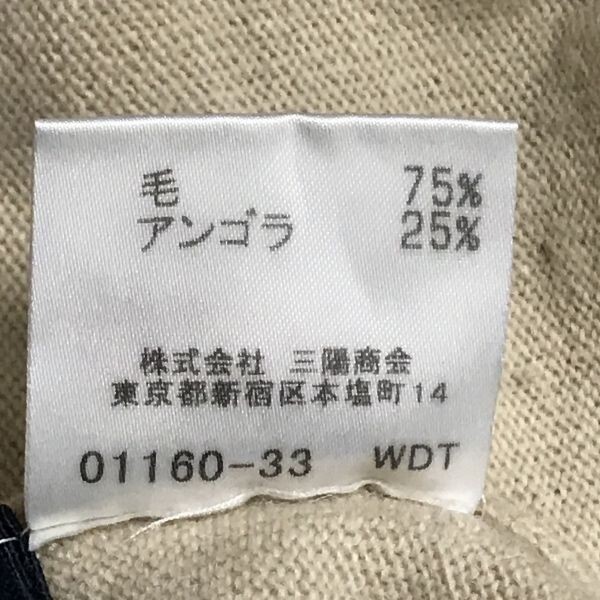 毛 75%
アンゴラ 25%
株式会社 三陽商会
東京都新宿区本塩町14
01160-33 WDT